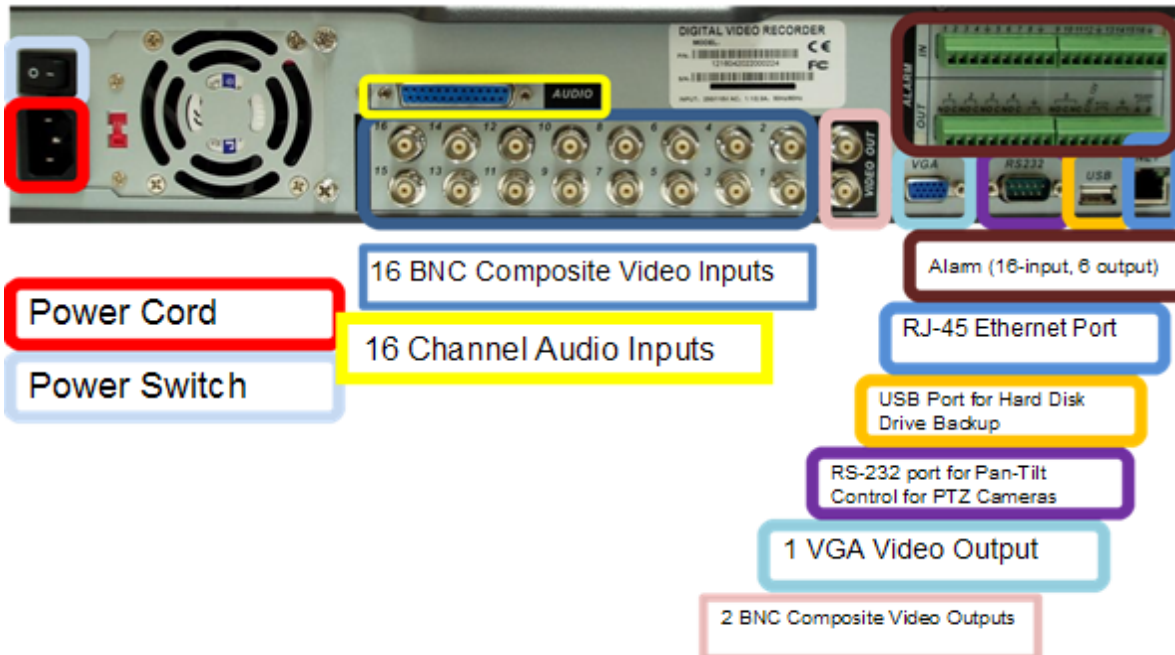 DIGITAL VIDEO RECORDER
MODEL:
P/N:
CE
FC
S/N:
AUDIO
ALARM
IN
OUT
16 14 12 10 8 6 4 2
15 13 11 9 7 5 3 1
VIDEO OUT
VGA
RS232
USB
16 BNC Composite Video Inputs
Alarm (16-input, 6 output)
Power Cord
RJ-45 Ethernet Port
16 Channel Audio Inputs
Power Switch
USB Port for Hard Disk
Drive Backup
RS-232 port for Pan-Tilt
Control for PTZ Cameras
1 VGA Video Output
2 BNC Composite Video Outputs